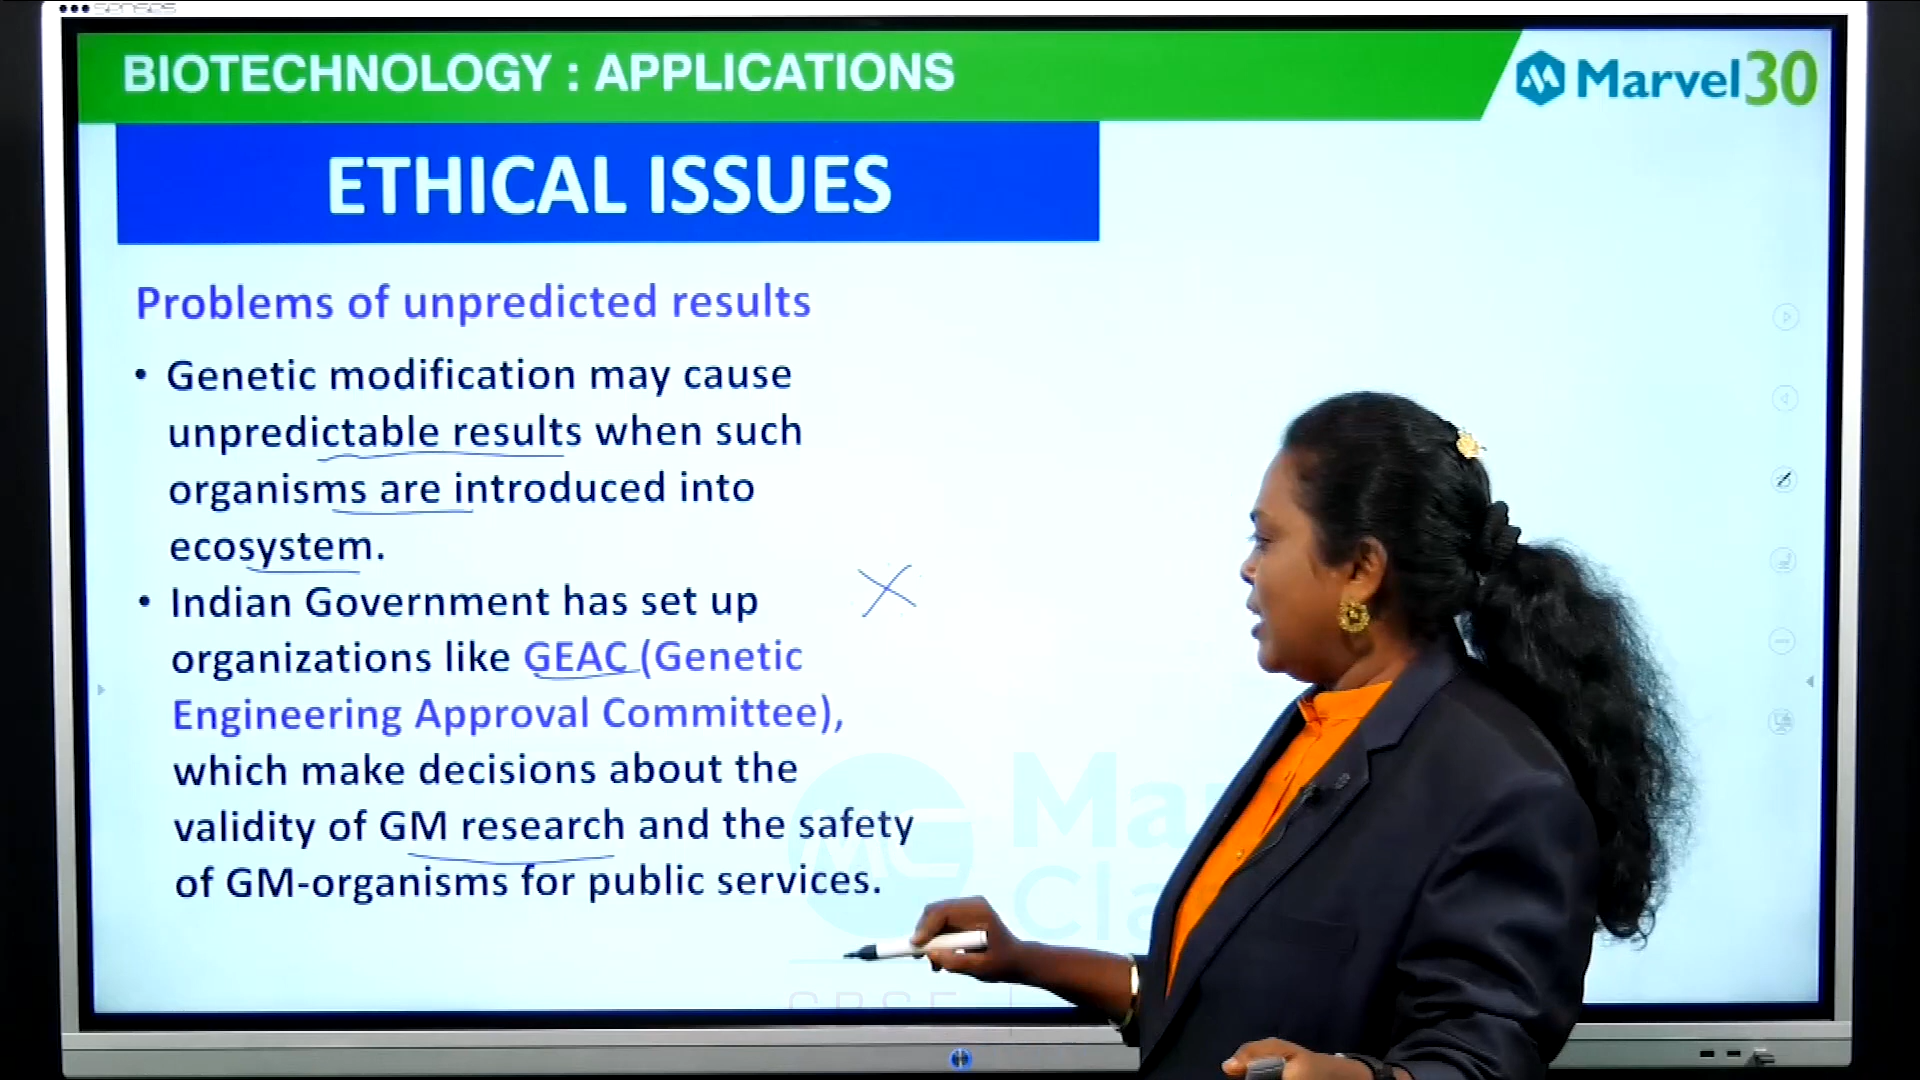 BIOTECHNOLOGY : APPLICATIONS
Marvel30
ETHICAL ISSUES
Problems of unpredicted results
• Genetic modification may cause
unpredictable results when such
organisms are introduced into
ecosystem.
• Indian Government has set up
organizations like GEAC (Genetic
Engineering Approval Committee),
which make decisions about the
validity of GM research and the safety
of GM-organisms for public services.
MC
CBSE